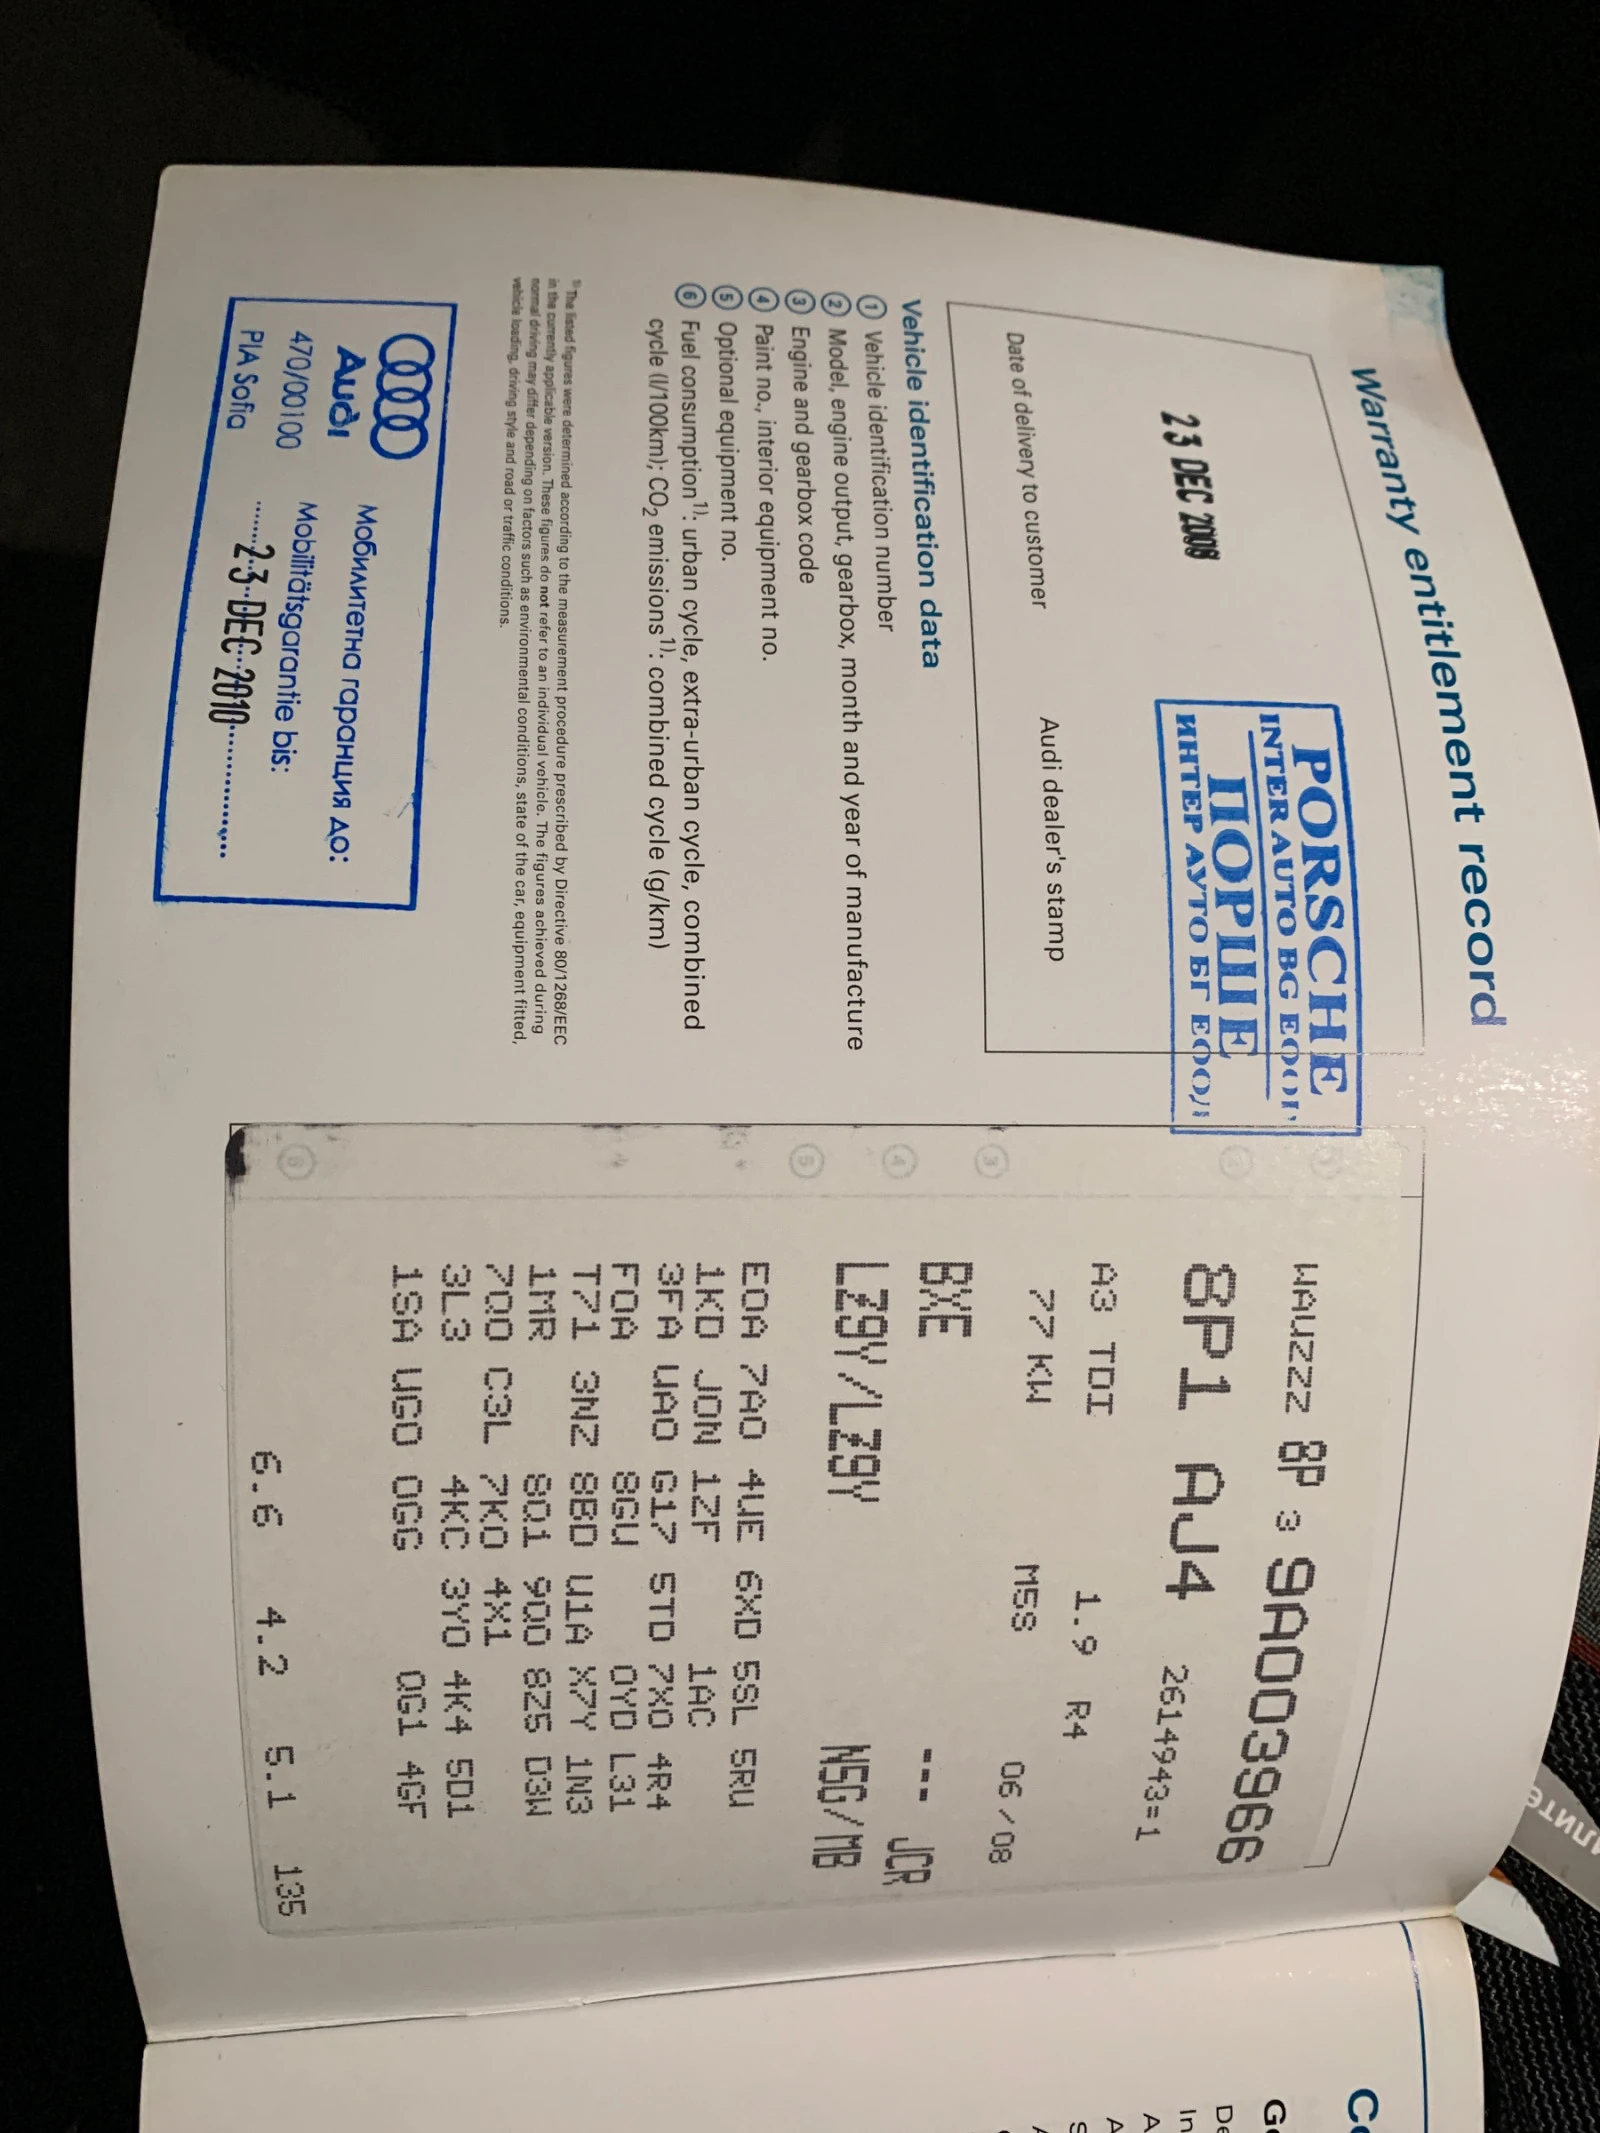 Warranty entitlement record
23 DEC 2008
PORSCHE
INTER AUTO BG
ПОРШЕ
ИНТЕР АУТО БГ ЕООД
Date of delivery to customer
Audi dealer's stamp
Vehicle identification data
① Vehicle identification number
② Model, engine output, gearbox, month and year of manufacture
③ Engine and gearbox code
④ Paint no., interior equipment no.
⑤ Optional equipment no.
⑥ Fuel consumption¹⁾: urban cycle, extra-urban cycle, combined
cycle (l/100km); CO₂ emissions¹⁾: combined cycle (g/km)
¹⁾ The listed figures were determined according to the measurement procedure prescribed by Directive 80/1268/EEC
in the currently applicable version. These figures do not refer to an individual vehicle. The figures achieved during
normal driving may differ depending on factors such as environmental conditions, state of the car, equipment fitted,
vehicle loading, driving style and road or traffic conditions.
Audi
470/00100
PIA Sofia
Мобилитетна гаранция до:
Mobilitätsgarantie bis:
23 DEC 2010
WAUZZZ 8P 3 9A003966
8P1 AJ4 2614943=1
A3 TDI 1.9 R4
77 KW M5S 06/08
BXE --- JCR
LZ9Y/LZ9Y N5G/MB
E0A 7A0 4UE 6XD 5SL 5RU
1KD J0N 1ZF 1AC
3FA UA0 G17 5TD 7X0 4R4
F0A 8GU 0YD L31
T71 3NZ 8BD U1A X7Y 1N3
1MR 8Q1 9Q0 8Z5 D3W
7Q0 C3L 7K0 4X1
3L3 4KC 3Y0 4K4 5D1
1SA UG0 0GG QG1 4GF
6.6 4.2 5.1 135